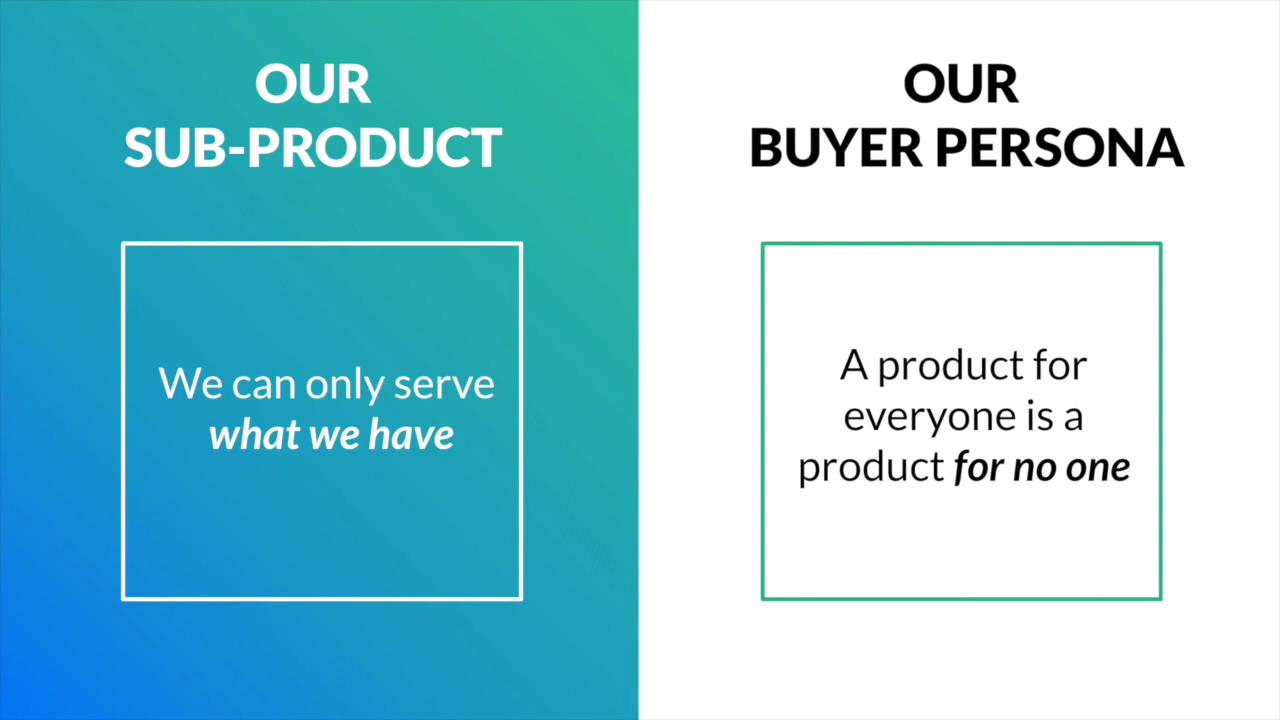 OUR
SUB-PRODUCT
We can only serve
what we have
OUR
BUYER PERSONA
A product for
everyone is a
product for no one